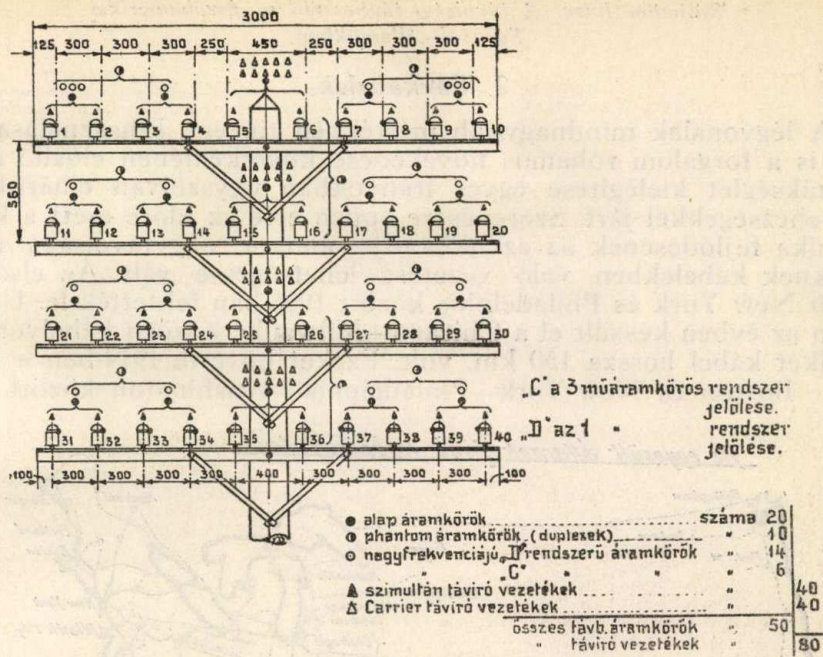 3000
125 300 300 300 250 450 250 300 300 300 125
1 2 3 4 5 6 7 8 9 10
560
11 12 13 14 15 16 17 18 19 20
21 22 23 24 25 26 27 28 29 30
„C" a 3 műáramkörös rendszer
jelölése.
„D" az 1 " rendszer
jelölése.
31 32 33 34 35 36 37 38 39 40
100 300 300 300 300 400 300 300 300 300 100
alap áramkörök száma 20
phantom áramkörök (duplexek) " 10
nagyfrekvenciájú „D" rendszerű áramkörök " 14
" „C" " " " 6
szimultán távíró vezetékek " 40
Carrier távíró vezetékek " 40
összes távb. áramkörök " 50
" távíró vezetékek 80